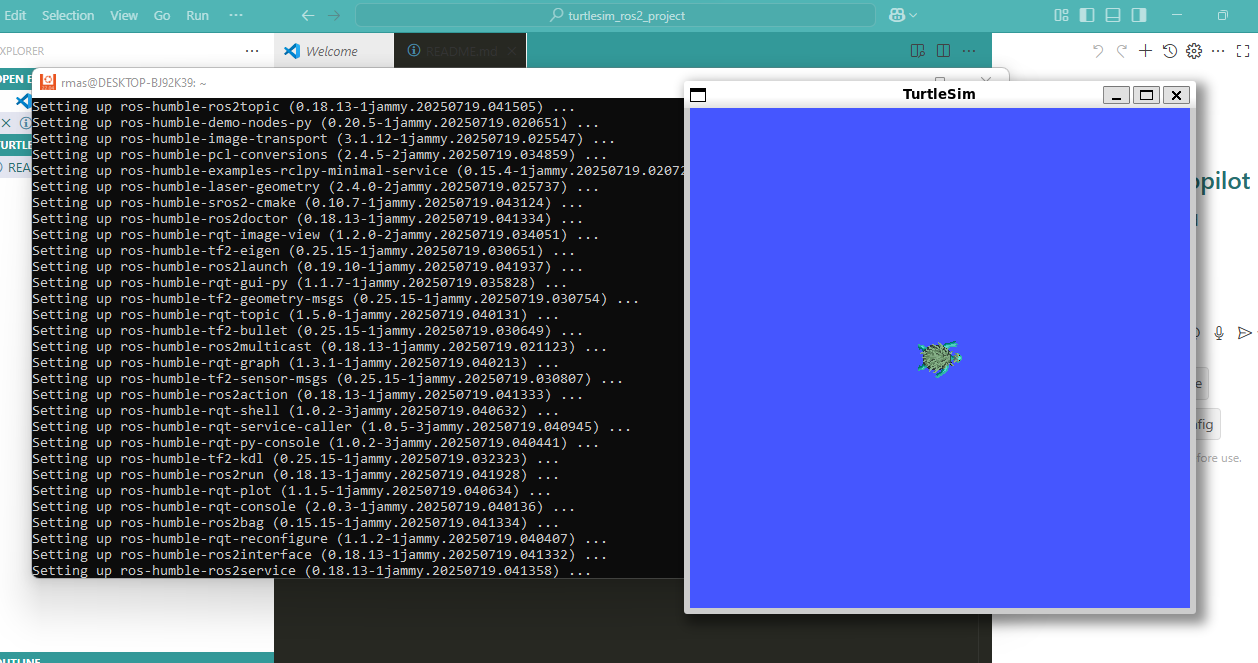 Edit Selection View Go Run ···
turtlesim_ros2_project
XPLORER ···
Welcome
README.md
OPEN E
TURTLE
REA
rmas@DESKTOP-BJ92K39: ~
Setting up ros-humble-ros2topic (0.18.13-1jammy.20250719.041505) ...
Setting up ros-humble-demo-nodes-py (0.20.5-1jammy.20250719.020651) ...
Setting up ros-humble-image-transport (3.1.12-1jammy.20250719.025547) ...
Setting up ros-humble-pcl-conversions (2.4.5-2jammy.20250719.034859) ...
Setting up ros-humble-examples-rclpy-minimal-service (0.15.4-1jammy.20250719.02072
Setting up ros-humble-laser-geometry (2.4.0-2jammy.20250719.025737) ...
Setting up ros-humble-sros2-cmake (0.10.7-1jammy.20250719.043124) ...
Setting up ros-humble-ros2doctor (0.18.13-1jammy.20250719.041334) ...
Setting up ros-humble-rqt-image-view (1.2.0-2jammy.20250719.034051) ...
Setting up ros-humble-tf2-eigen (0.25.15-1jammy.20250719.030651) ...
Setting up ros-humble-ros2launch (0.19.10-1jammy.20250719.041937) ...
Setting up ros-humble-rqt-gui-py (1.1.7-1jammy.20250719.035828) ...
Setting up ros-humble-tf2-geometry-msgs (0.25.15-1jammy.20250719.030754) ...
Setting up ros-humble-rqt-topic (1.5.0-1jammy.20250719.040131) ...
Setting up ros-humble-tf2-bullet (0.25.15-1jammy.20250719.030649) ...
Setting up ros-humble-ros2multicast (0.18.13-1jammy.20250719.021123) ...
Setting up ros-humble-rqt-graph (1.3.1-1jammy.20250719.040213) ...
Setting up ros-humble-tf2-sensor-msgs (0.25.15-1jammy.20250719.030807) ...
Setting up ros-humble-ros2action (0.18.13-1jammy.20250719.041333) ...
Setting up ros-humble-rqt-shell (1.0.2-3jammy.20250719.040632) ...
Setting up ros-humble-rqt-service-caller (1.0.5-3jammy.20250719.040945) ...
Setting up ros-humble-rqt-py-console (1.0.2-3jammy.20250719.040441) ...
Setting up ros-humble-tf2-kdl (0.25.15-1jammy.20250719.032323) ...
Setting up ros-humble-ros2run (0.18.13-1jammy.20250719.041928) ...
Setting up ros-humble-rqt-plot (1.1.5-1jammy.20250719.040634) ...
Setting up ros-humble-rqt-console (2.0.3-1jammy.20250719.040136) ...
Setting up ros-humble-ros2bag (0.15.15-1jammy.20250719.041334) ...
Setting up ros-humble-rqt-reconfigure (1.1.2-1jammy.20250719.040407) ...
Setting up ros-humble-ros2interface (0.18.13-1jammy.20250719.041332) ...
Setting up ros-humble-ros2service (0.18.13-1jammy.20250719.041358) ...
TurtleSim
opilot
e
nfig
fore use.
OUTLINE